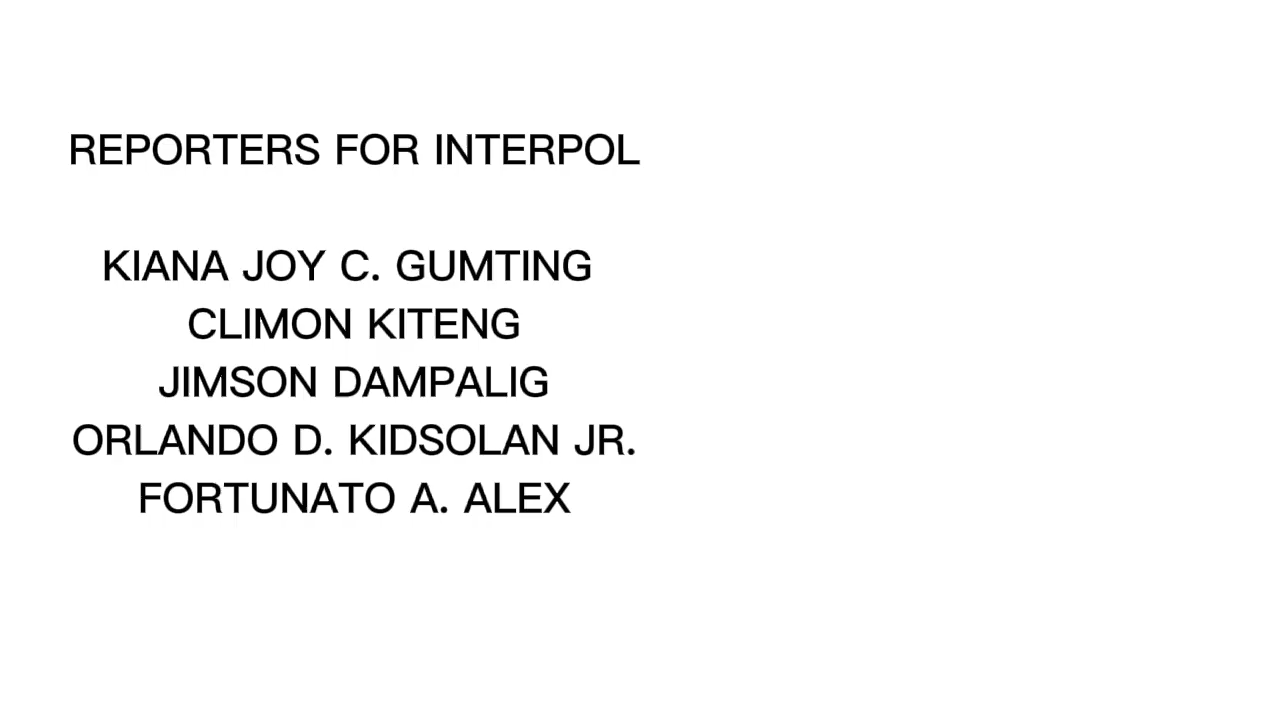 REPORTERS FOR INTERPOL
KIANA JOY C. GUMTING
CLIMON KITENG
JIMSON DAMPALIG
ORLANDO D. KIDSOLAN JR.
FORTUNATO A. ALEX